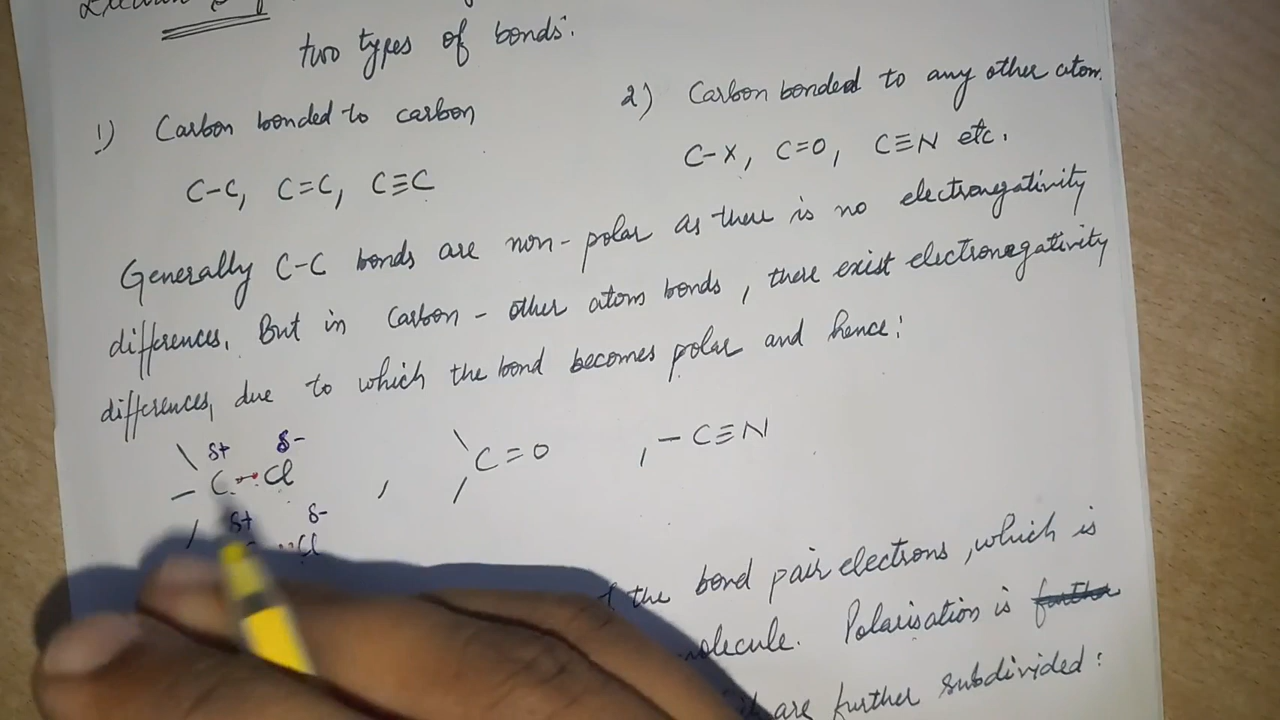 two types of bonds:
1) Carbon bonded to carbon
2) Carbon bonded to any other atom.
C-C, C=C, C≡C
C-X, C=O, C≡N etc.
Generally C-C bonds are non-polar as there is no electronegativity
differences. But in Carbon - other atom bonds, there exist electronegativity
differences, due to which the bond becomes polar and hence:
δ+ δ-
C Cl , C=O , -C≡N
δ+ δ-
Cl
the bond pair electrons, which is
molecule. Polarisation is further
are further subdivided: